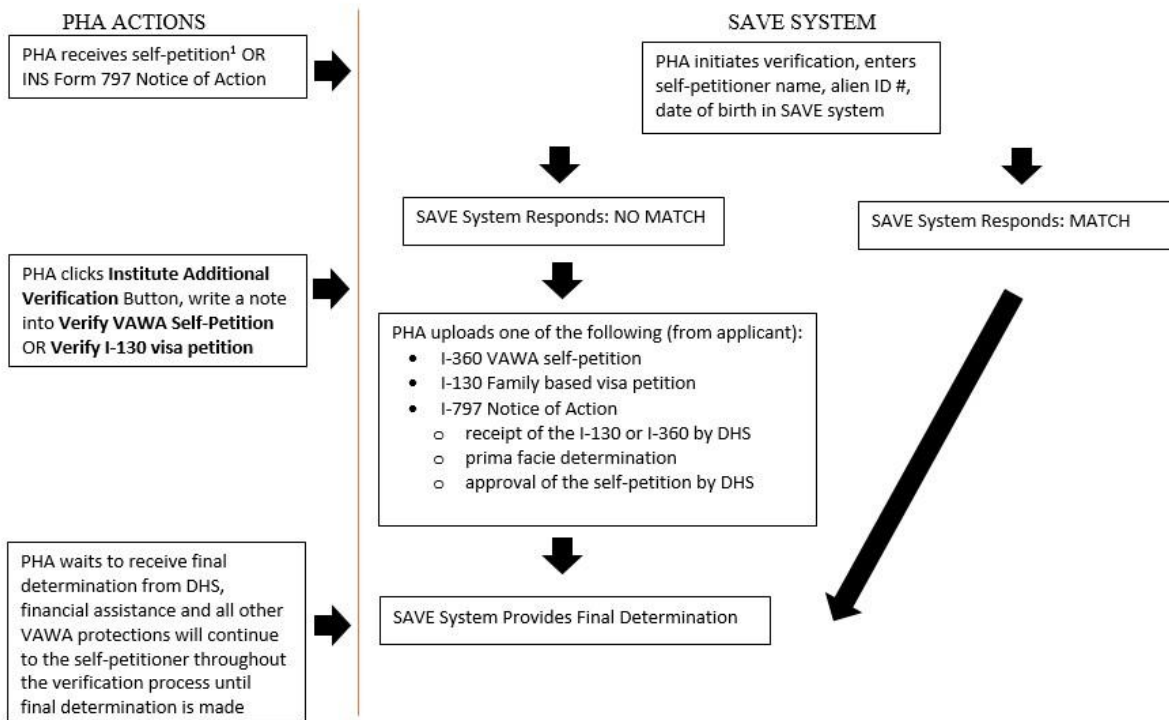 PHA ACTIONS
PHA receives self-petition¹ OR
INS Form 797 Notice of Action
PHA clicks Institute Additional
Verification Button, write a note
into Verify VAWA Self-Petition
OR Verify I-130 visa petition
PHA waits to receive final
determination from DHS,
financial assistance and all other
VAWA protections will continue
to the self-petitioner throughout
the verification process until
final determination is made
SAVE SYSTEM
PHA initiates verification, enters
self-petitioner name, alien ID #,
date of birth in SAVE system
SAVE System Responds: NO MATCH
SAVE System Responds: MATCH
PHA uploads one of the following (from applicant):
• I-360 VAWA self-petition
• I-130 Family based visa petition
• I-797 Notice of Action
o receipt of the I-130 or I-360 by DHS
o prima facie determination
o approval of the self-petition by DHS
SAVE System Provides Final Determination